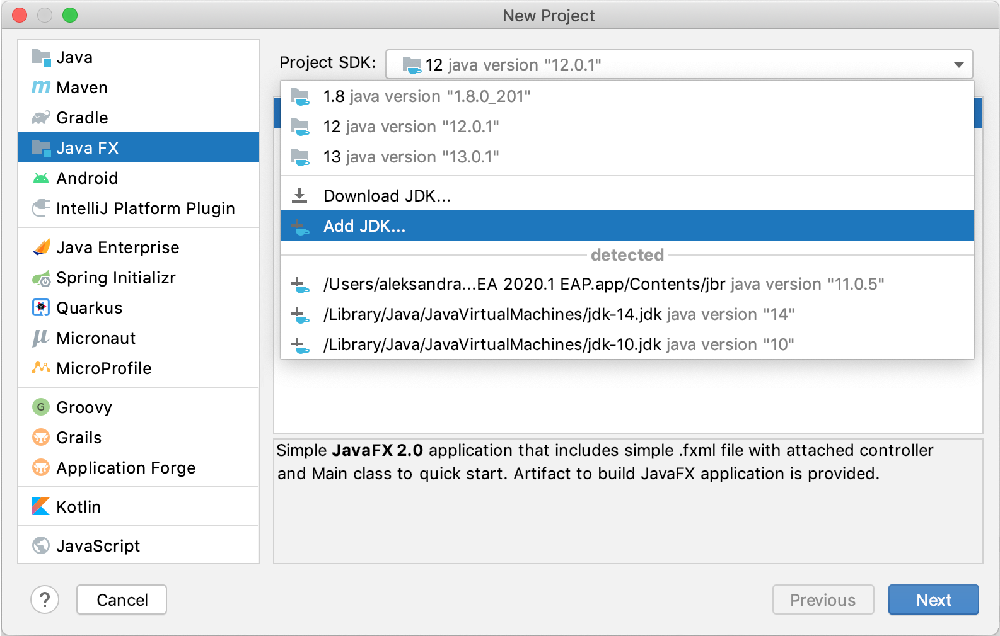 New Project
Java
Maven
Gradle
Java FX
Android
IntelliJ Platform Plugin
Java Enterprise
Spring Initializr
Quarkus
Micronaut
MicroProfile
G Groovy
Grails
Application Forge
Kotlin
JavaScript
Project SDK: 12 java version "12.0.1"
1.8 java version "1.8.0_201"
12 java version "12.0.1"
13 java version "13.0.1"
Download JDK...
Add JDK...
detected
/Users/aleksandra...EA 2020.1 EAP.app/Contents/jbr java version "11.0.5"
/Library/Java/JavaVirtualMachines/jdk-14.jdk java version "14"
/Library/Java/JavaVirtualMachines/jdk-10.jdk java version "10"
Simple JavaFX 2.0 application that includes simple .fxml file with attached controller
and Main class to quick start. Artifact to build JavaFX application is provided.
? Cancel Previous Next